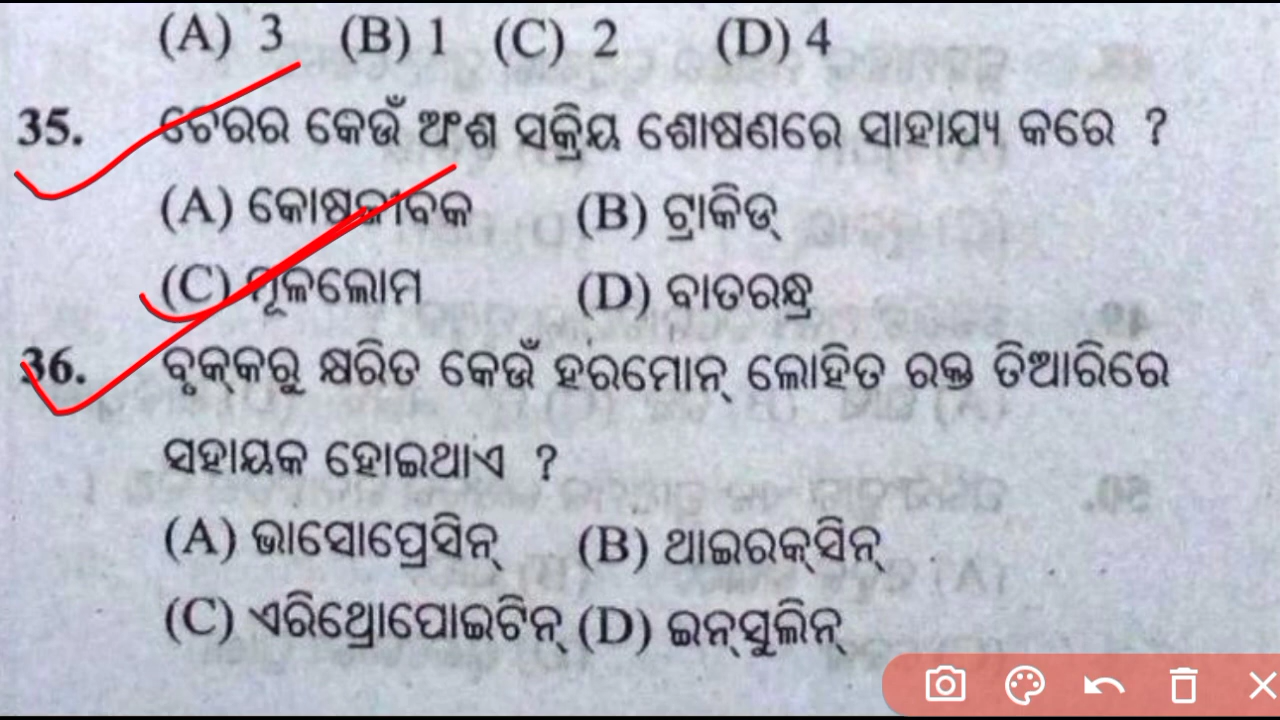 (A) 3 (B) 1 (C) 2 (D) 4
35. ଚେରର କେଉଁ ଅଂଶ ସକ୍ରିୟ ଶୋଷଣରେ ସାହାଯ୍ୟ କରେ ?
(A) କୋଷଜୀବକ (B) ଟ୍ରାକିଡ୍
(C) ମୂଳଲୋମ (D) ବାତରନ୍ଧ୍ର
36. ବୃକ୍‌କରୁ କ୍ଷରିତ କେଉଁ ହରମୋନ୍ ଲୋହିତ ରକ୍ତ ତିଆରିରେ
ସହାୟକ ହୋଇଥାଏ ?
(A) ଭାସୋପ୍ରେସିନ୍ (B) ଥାଇରକ୍‌ସିନ୍
(C) ଏରିଥ୍ରୋପୋଇଟିନ୍ (D) ଇନ୍‌ସୁଲିନ୍